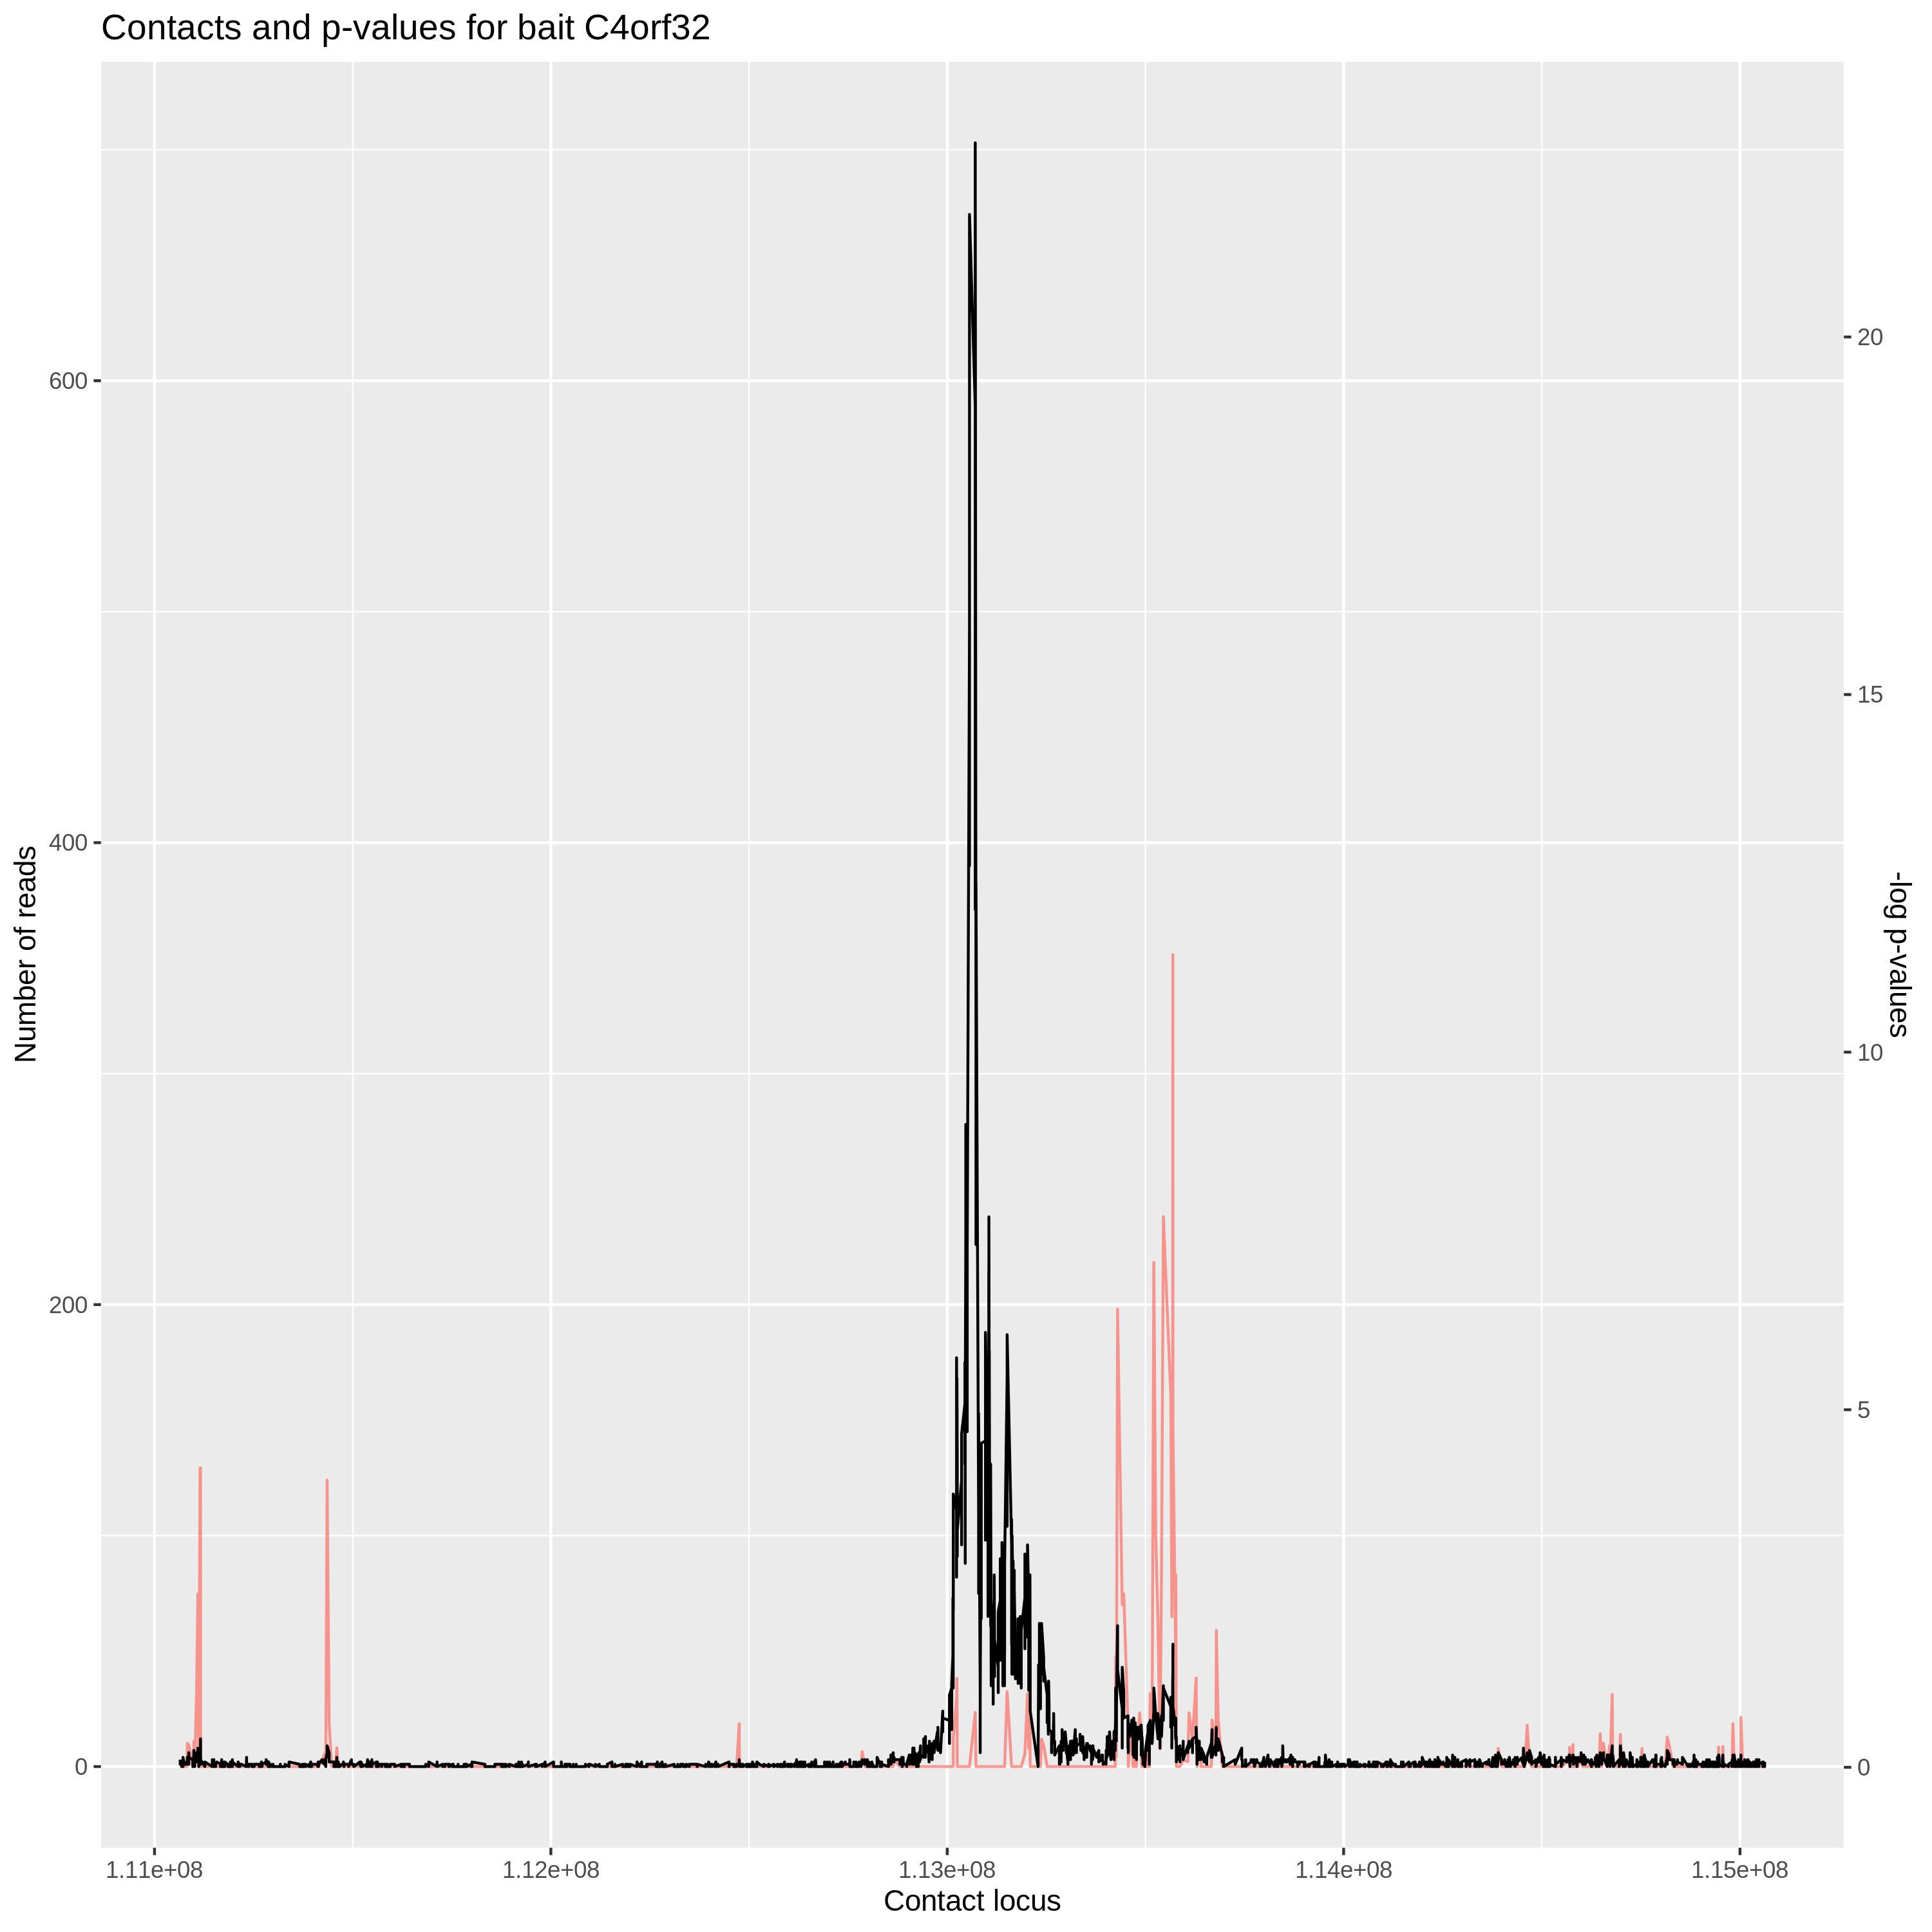 Contacts and p-values for bait C4orf32
600
400
200
0
Number of reads
20
15
10
5
0
-log p-values
1.11e+08 1.12e+08 1.13e+08 1.14e+08 1.15e+08
Contact locus